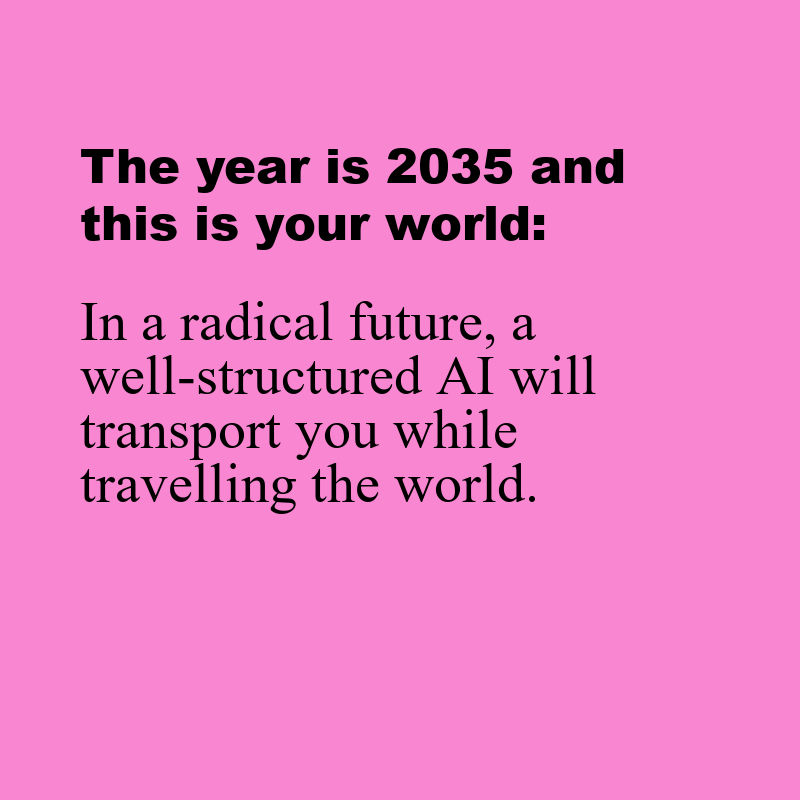 The year is 2035 and
this is your world:
In a radical future, a
well-structured AI will
transport you while
travelling the world.